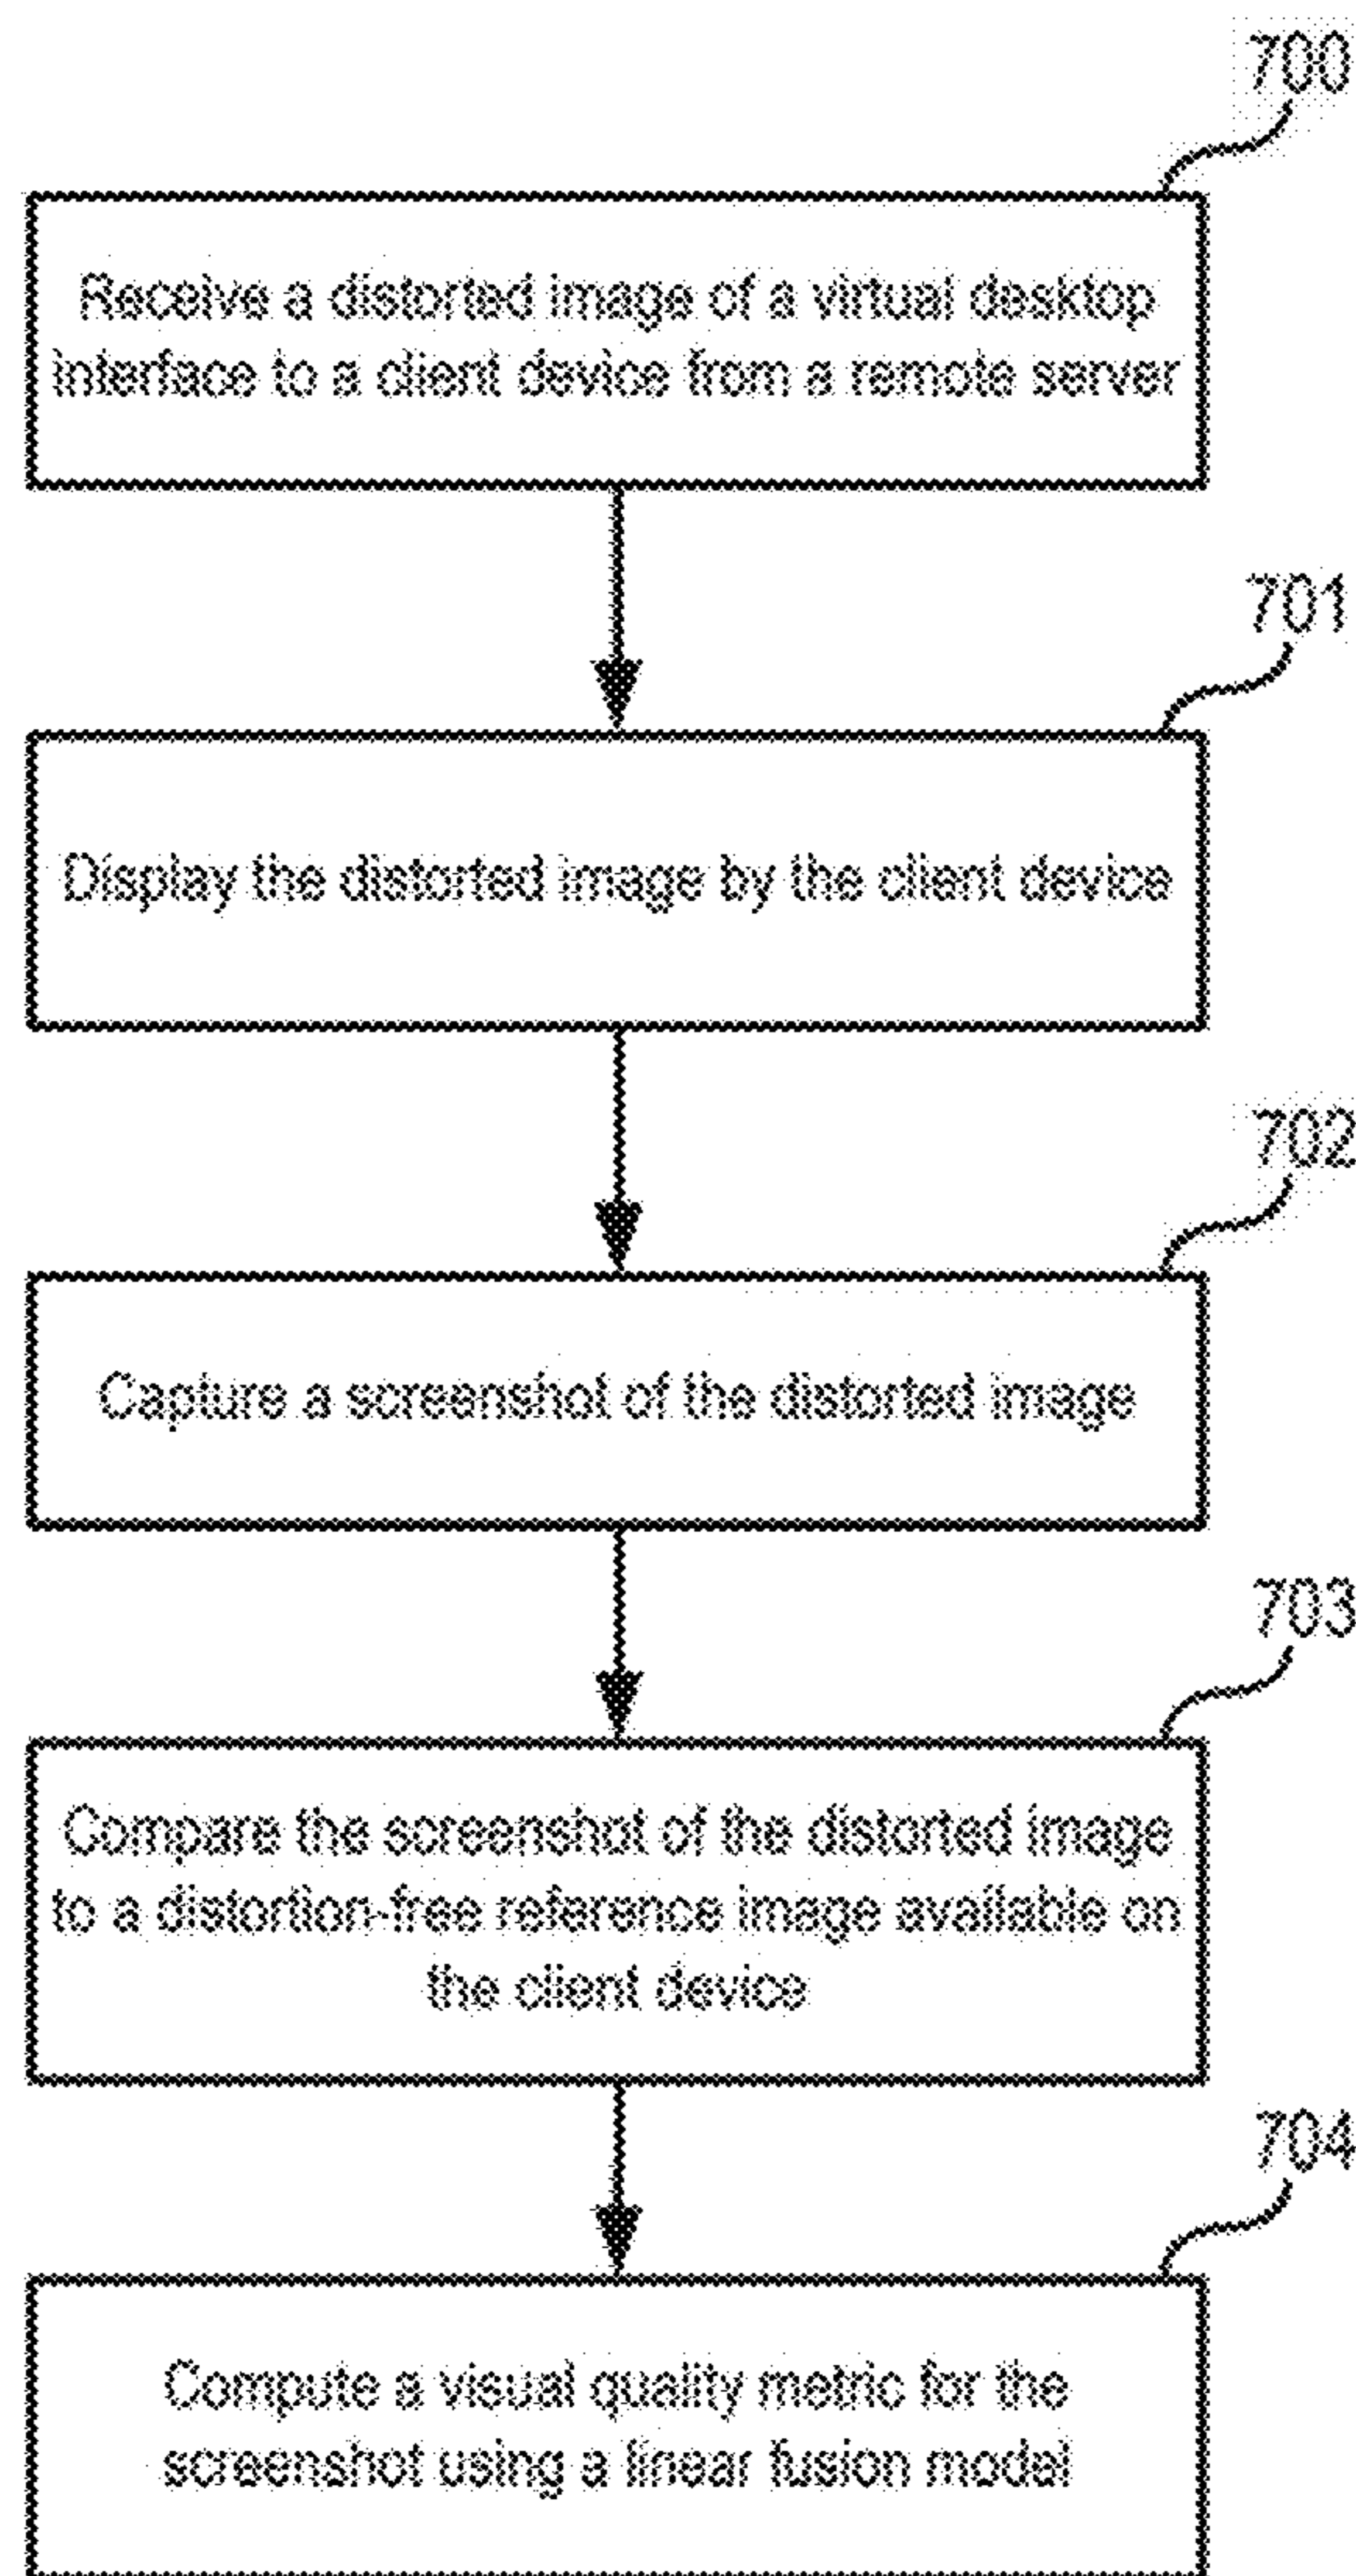 700
Receive a distorted image of a virtual desktop
interface to a client device from a remote server
701
Display the distorted image by the client device
702
Capture a screenshot of the distorted image
703
Compare the screenshot of the distorted image
to a distortion-free reference image available on
the client device
704
Compute a visual quality metric for the
screenshot using a linear fusion model